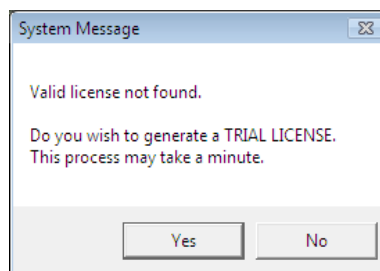 System Message
Valid license not found.
Do you wish to generate a TRIAL LICENSE.
This process may take a minute.
Yes
No